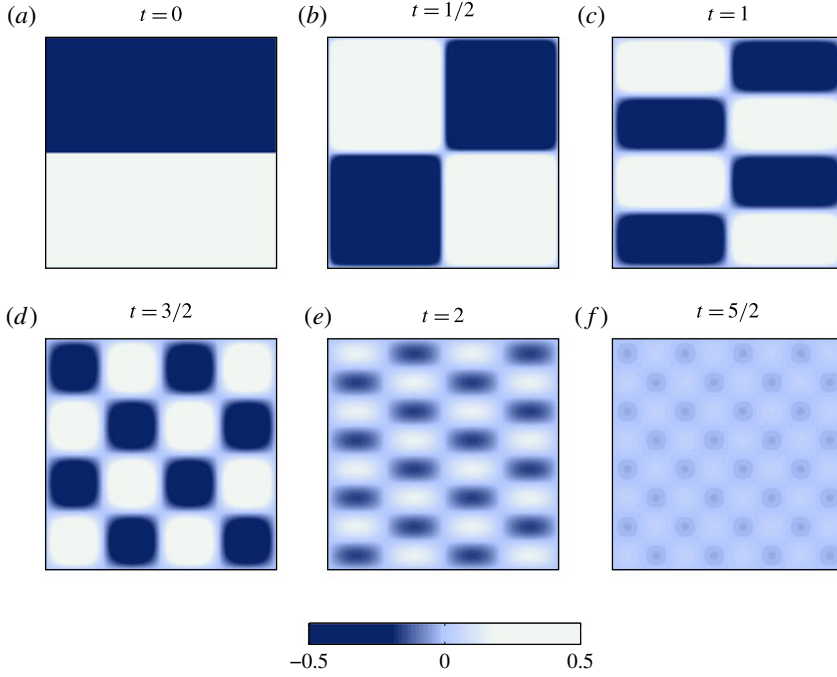 (a) t = 0
(b) t = 1/2
(c) t = 1
(d) t = 3/2
(e) t = 2
(f) t = 5/2
−0.5 0 0.5